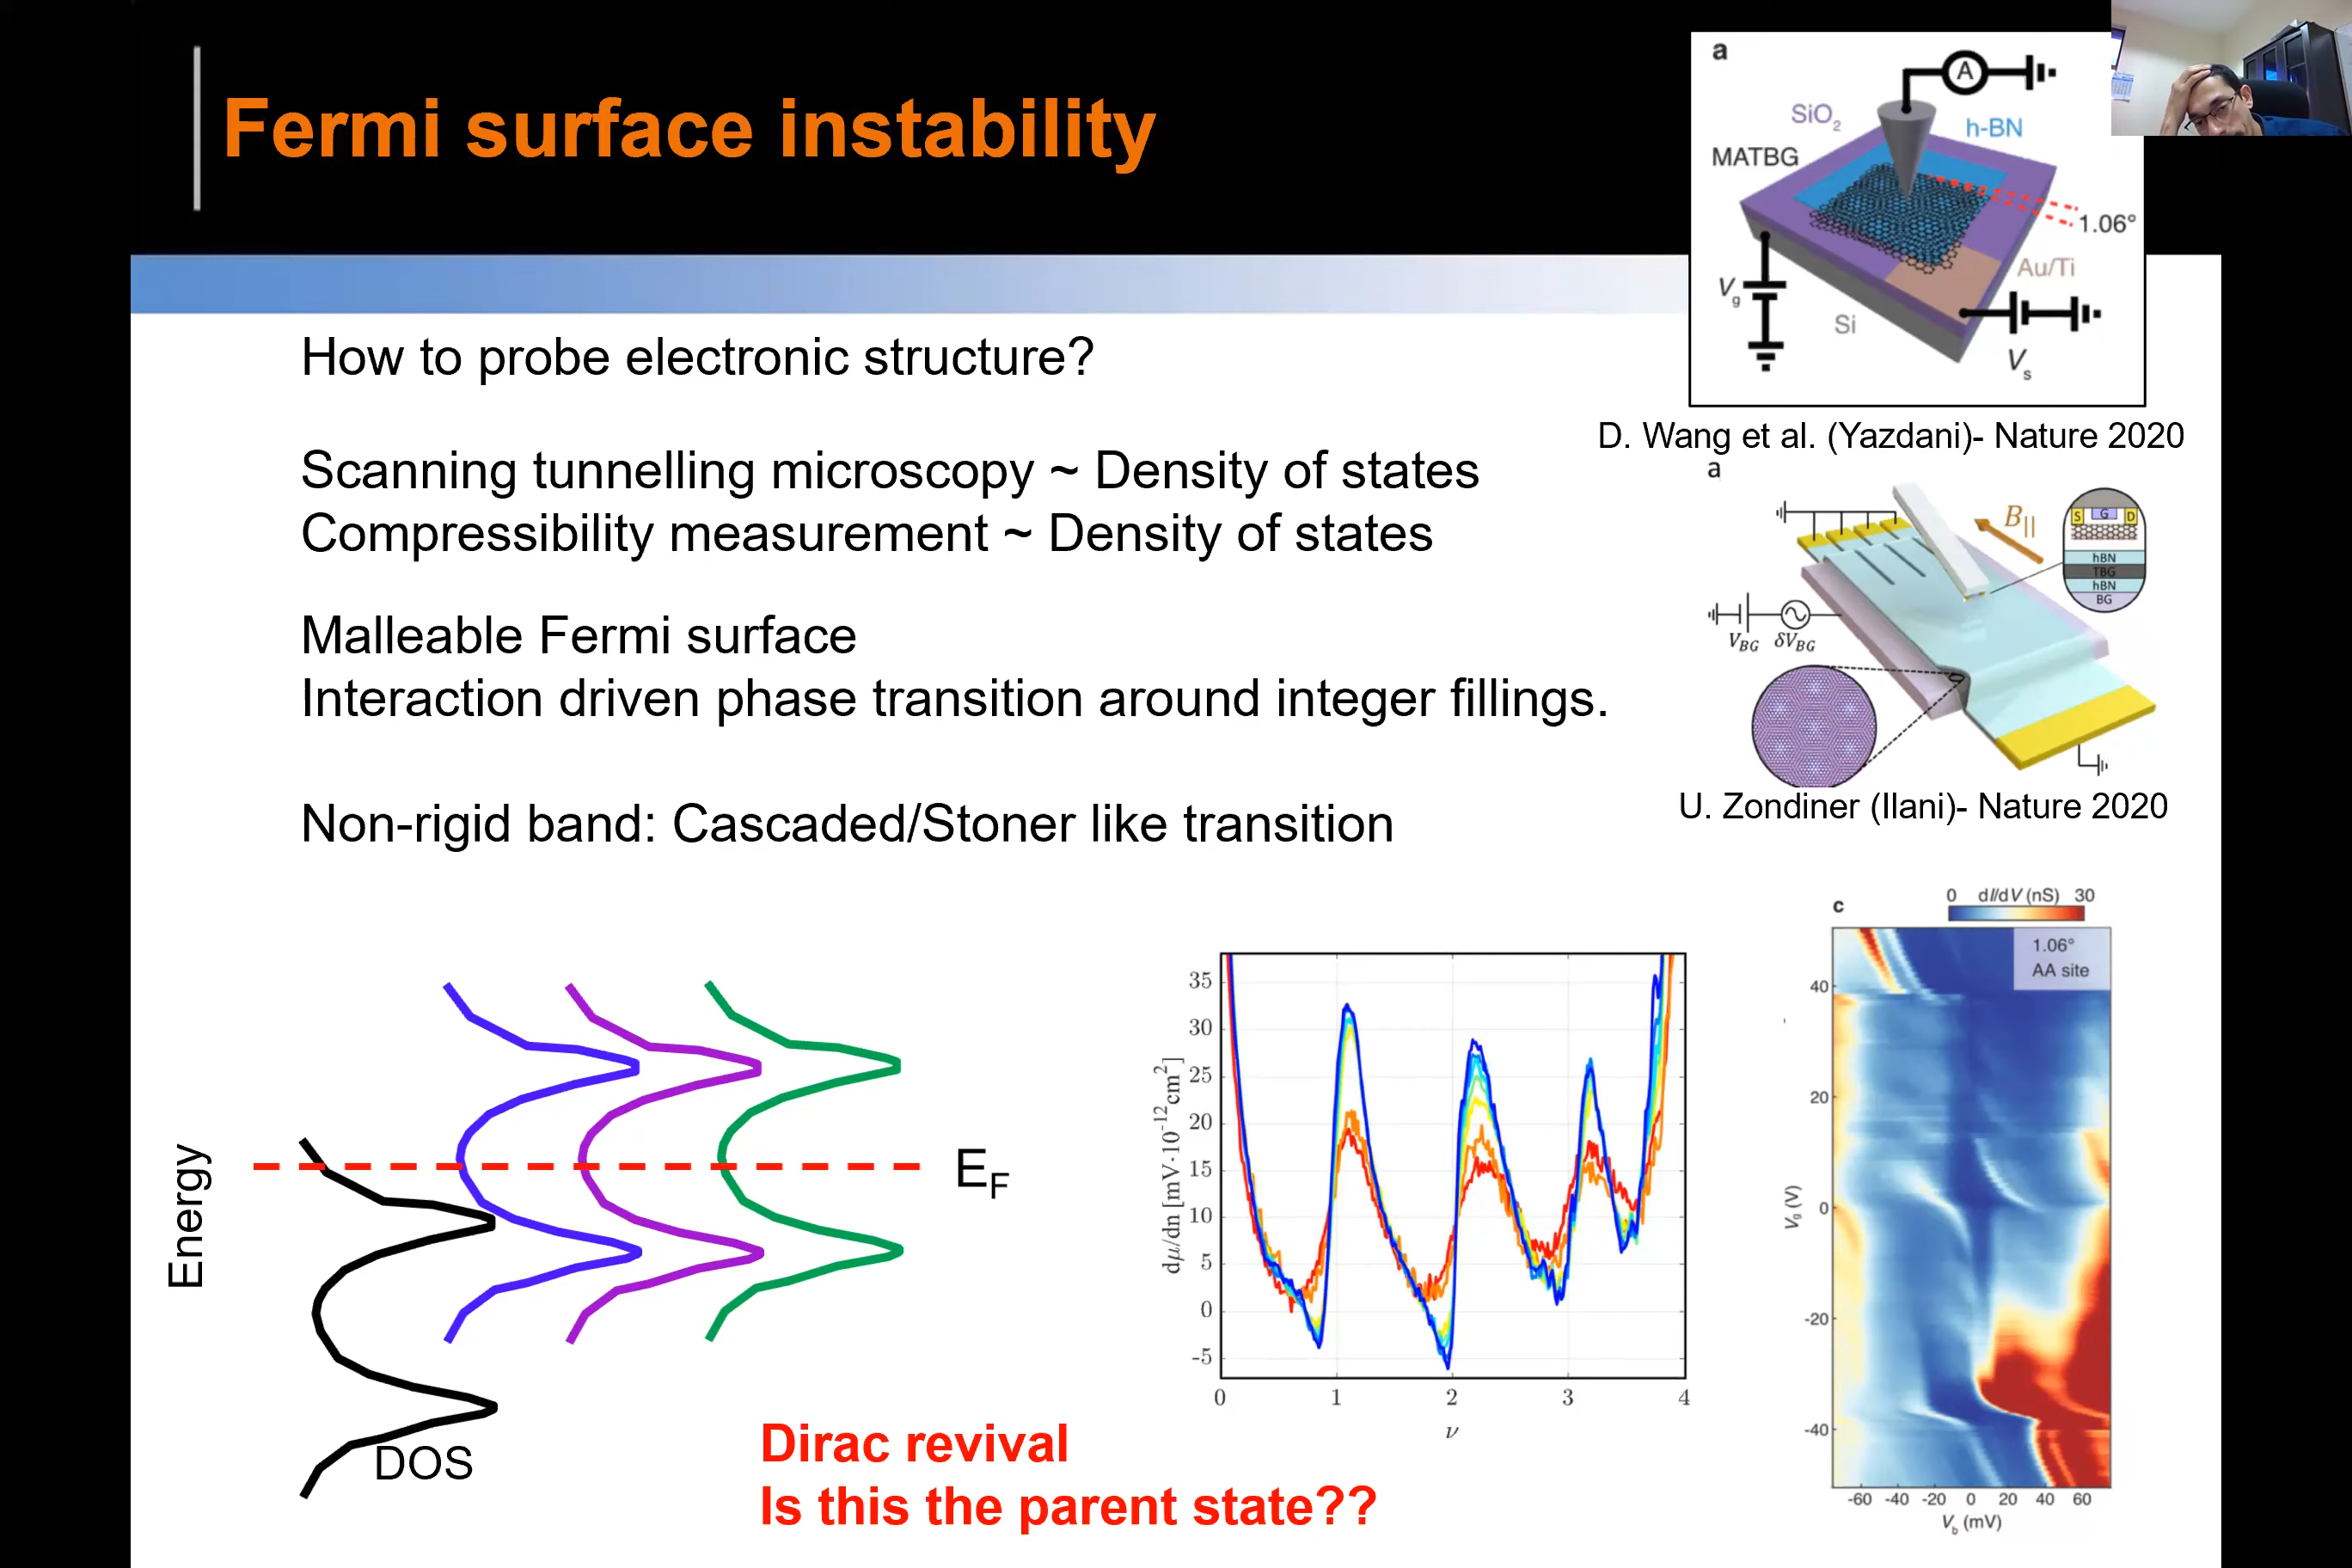 Fermi surface instability
How to probe electronic structure?
Scanning tunnelling microscopy ~ Density of states
Compressibility measurement ~ Density of states
Malleable Fermi surface
Interaction driven phase transition around integer fillings.
Non-rigid band: Cascaded/Stoner like transition
a
A
SiO2
h-BN
MATBG
1.06°
Au/Ti
Vg
Si
Vs
D. Wang et al. (Yazdani)- Nature 2020
a
B||
S G D
hBN
TBG
hBN
BG
VBG δVBG
U. Zondiner (Ilani)- Nature 2020
Energy
EF
DOS
Dirac revival
Is this the parent state??
dμ/dn [mV·10⁻¹²cm²]
35
30
25
20
15
10
5
0
-5
0 1 2 3 4
ν
c
0 dI/dV (nS) 30
1.06°
AA site
Vg (V)
40
20
0
-20
-40
-60 -40 -20 0 20 40 60
Vb (mV)